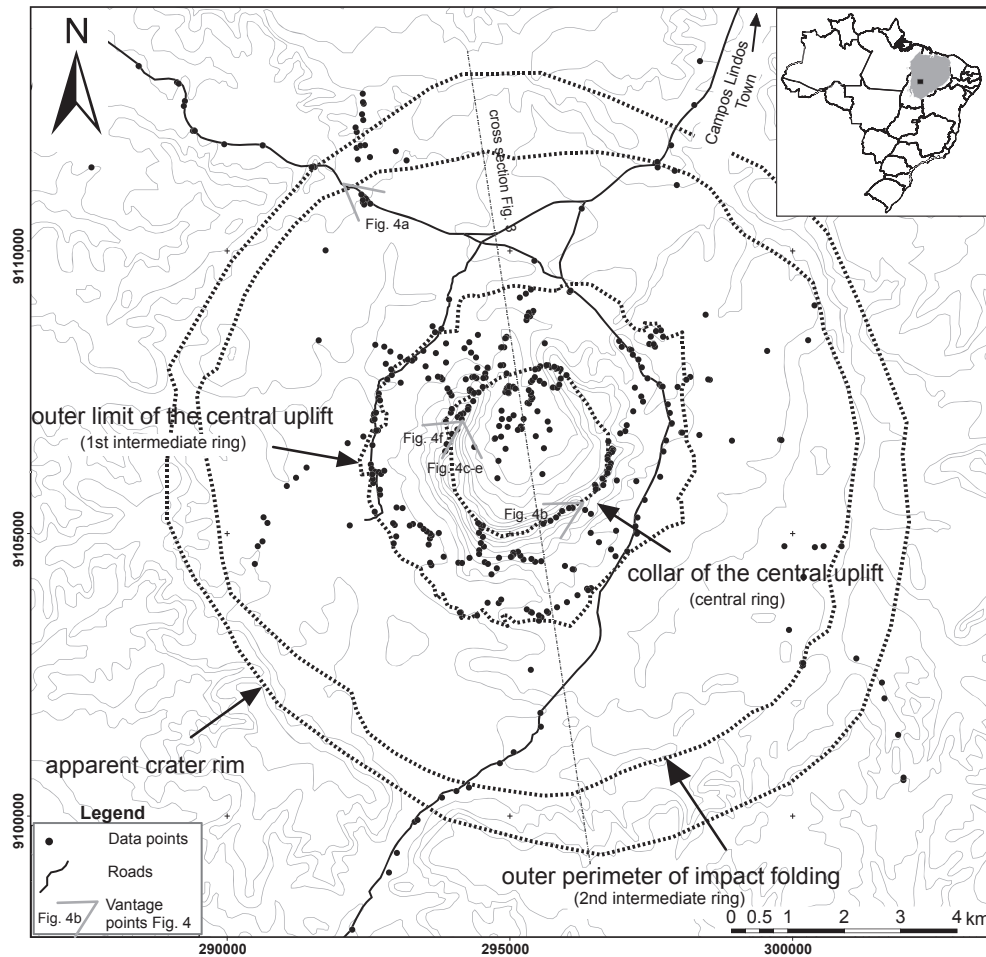 N
Campos Lindos
Town
cross section Fig. 3
Fig. 4a
9110000
outer limit of the central uplift
(1st intermediate ring)
Fig. 4f
Fig. 4c-e
Fig. 4b
9105000
collar of the central uplift
(central ring)
apparent crater rim
9100000
outer perimeter of impact folding
(2nd intermediate ring)
Legend
Data points
Roads
Fig. 4b
Vantage
points Fig. 4
0 0.5 1 2 3 4 km
290000 295000 300000